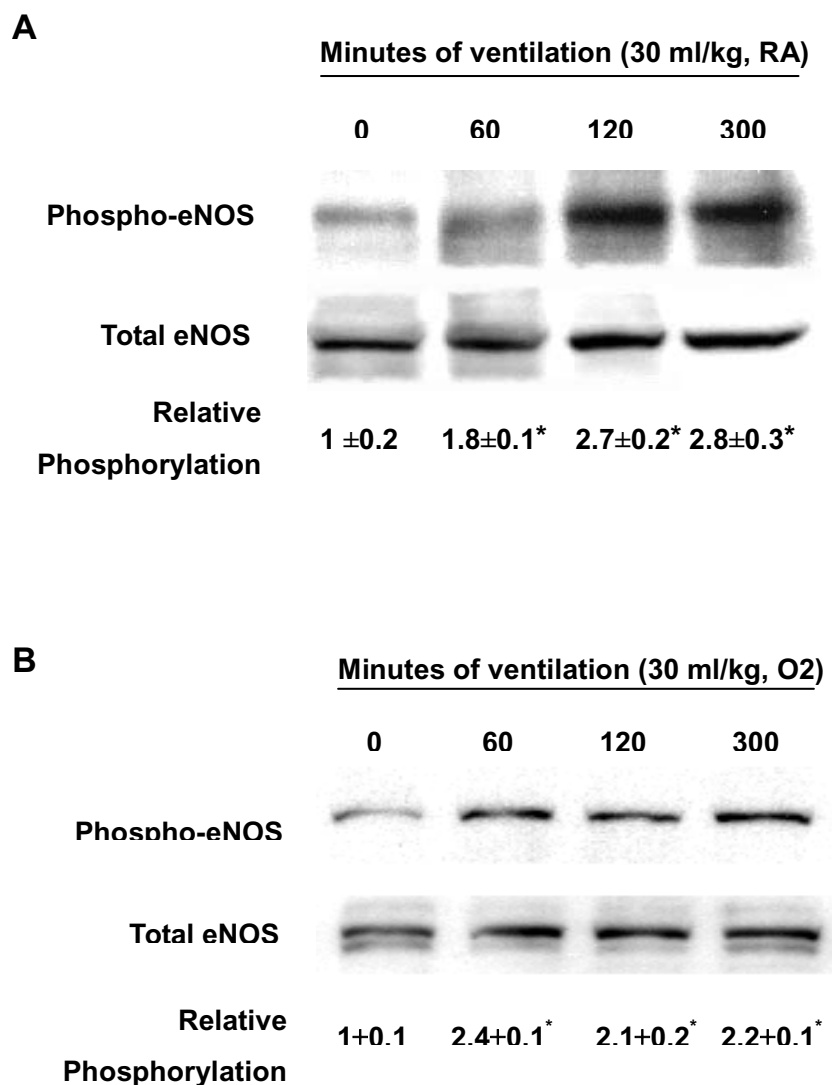 A
Minutes of ventilation (30 ml/kg, RA)
0 60 120 300
Phospho-eNOS
Total eNOS
Relative
Phosphorylation
1 ±0.2 1.8±0.1* 2.7±0.2* 2.8±0.3*
B
Minutes of ventilation (30 ml/kg, O2)
0 60 120 300
Phospho-eNOS
Total eNOS
Relative
Phosphorylation
1+0.1 2.4+0.1* 2.1+0.2* 2.2+0.1*